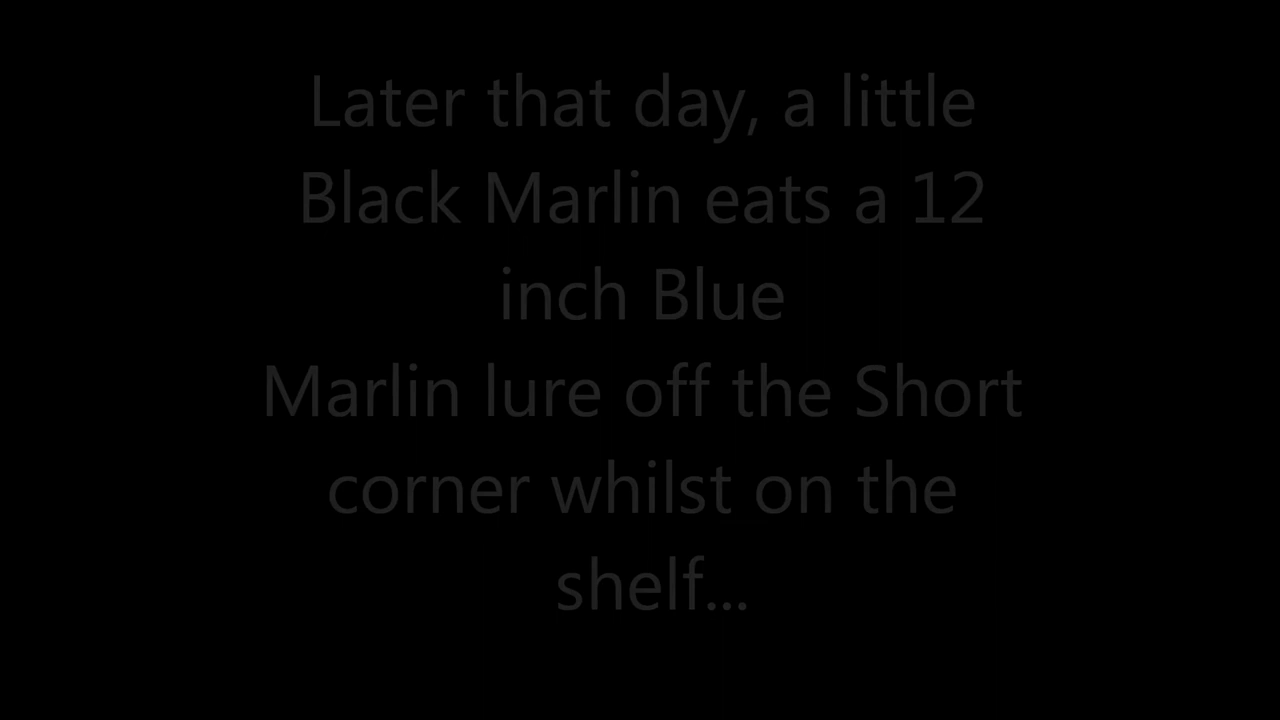 Later that day, a little
Black Marlin eats a 12
inch Blue
Marlin lure off the Short
corner whilst on the
shelf...